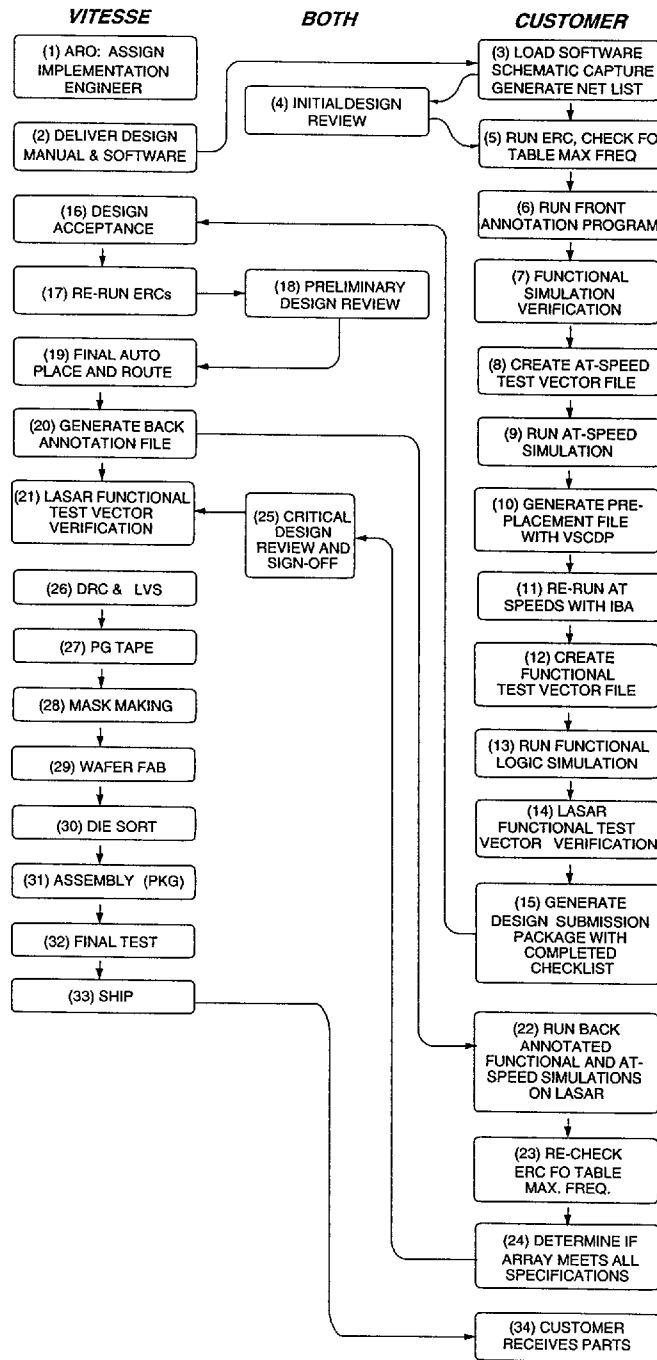 VITESSE
BOTH
CUSTOMER
(1) ARO: ASSIGN
IMPLEMENTATION
ENGINEER
(2) DELIVER DESIGN
MANUAL & SOFTWARE
(3) LOAD SOFTWARE
SCHEMATIC CAPTURE
GENERATE NET LIST
(4) INITIAL DESIGN
REVIEW
(5) RUN ERC, CHECK FO
TABLE MAX FREQ
(6) RUN FRONT
ANNOTATION PROGRAM
(7) FUNCTIONAL
SIMULATION
VERIFICATION
(8) CREATE AT-SPEED
TEST VECTOR FILE
(9) RUN AT-SPEED
SIMULATION
(10) GENERATE PRE-
PLACEMENT FILE
WITH VSCDP
(11) RE-RUN AT
SPEEDS WITH IBA
(12) CREATE
FUNCTIONAL
TEST VECTOR FILE
(13) RUN FUNCTIONAL
LOGIC SIMULATION
(14) LASAR
FUNCTIONAL TEST
VECTOR VERIFICATION
(15) GENERATE
DESIGN SUBMISSION
PACKAGE WITH
COMPLETED
CHECKLIST
(16) DESIGN
ACCEPTANCE
(17) RE-RUN ERCs
(18) PRELIMINARY
DESIGN REVIEW
(19) FINAL AUTO
PLACE AND ROUTE
(20) GENERATE BACK
ANNOTATION FILE
(21) LASAR FUNCTIONAL
TEST VECTOR
VERIFICATION
(22) RUN BACK
ANNOTATED
FUNCTIONAL AND AT-
SPEED SIMULATIONS
ON LASAR
(23) RE-CHECK
ERC FO TABLE
MAX. FREQ.
(24) DETERMINE IF
ARRAY MEETS ALL
SPECIFICATIONS
(25) CRITICAL
DESIGN
REVIEW AND
SIGN-OFF
(26) DRC & LVS
(27) PG TAPE
(28) MASK MAKING
(29) WAFER FAB
(30) DIE SORT
(31) ASSEMBLY (PKG)
(32) FINAL TEST
(33) SHIP
(34) CUSTOMER
RECEIVES PARTS